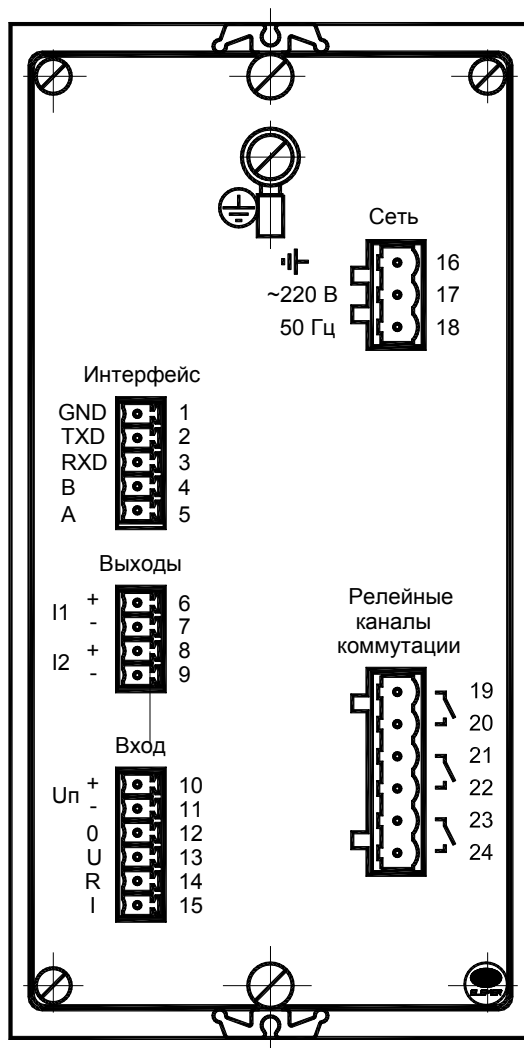 Сеть
16
~220 В 17
50 Гц 18
Интерфейс
GND 1
TXD 2
RXD 3
B 4
A 5
Выходы
I1 + 6
- 7
I2 + 8
- 9
Вход
Uп + 10
- 11
0 12
U 13
R 14
I 15
Релейные
каналы
коммутации
19
20
21
22
23
24